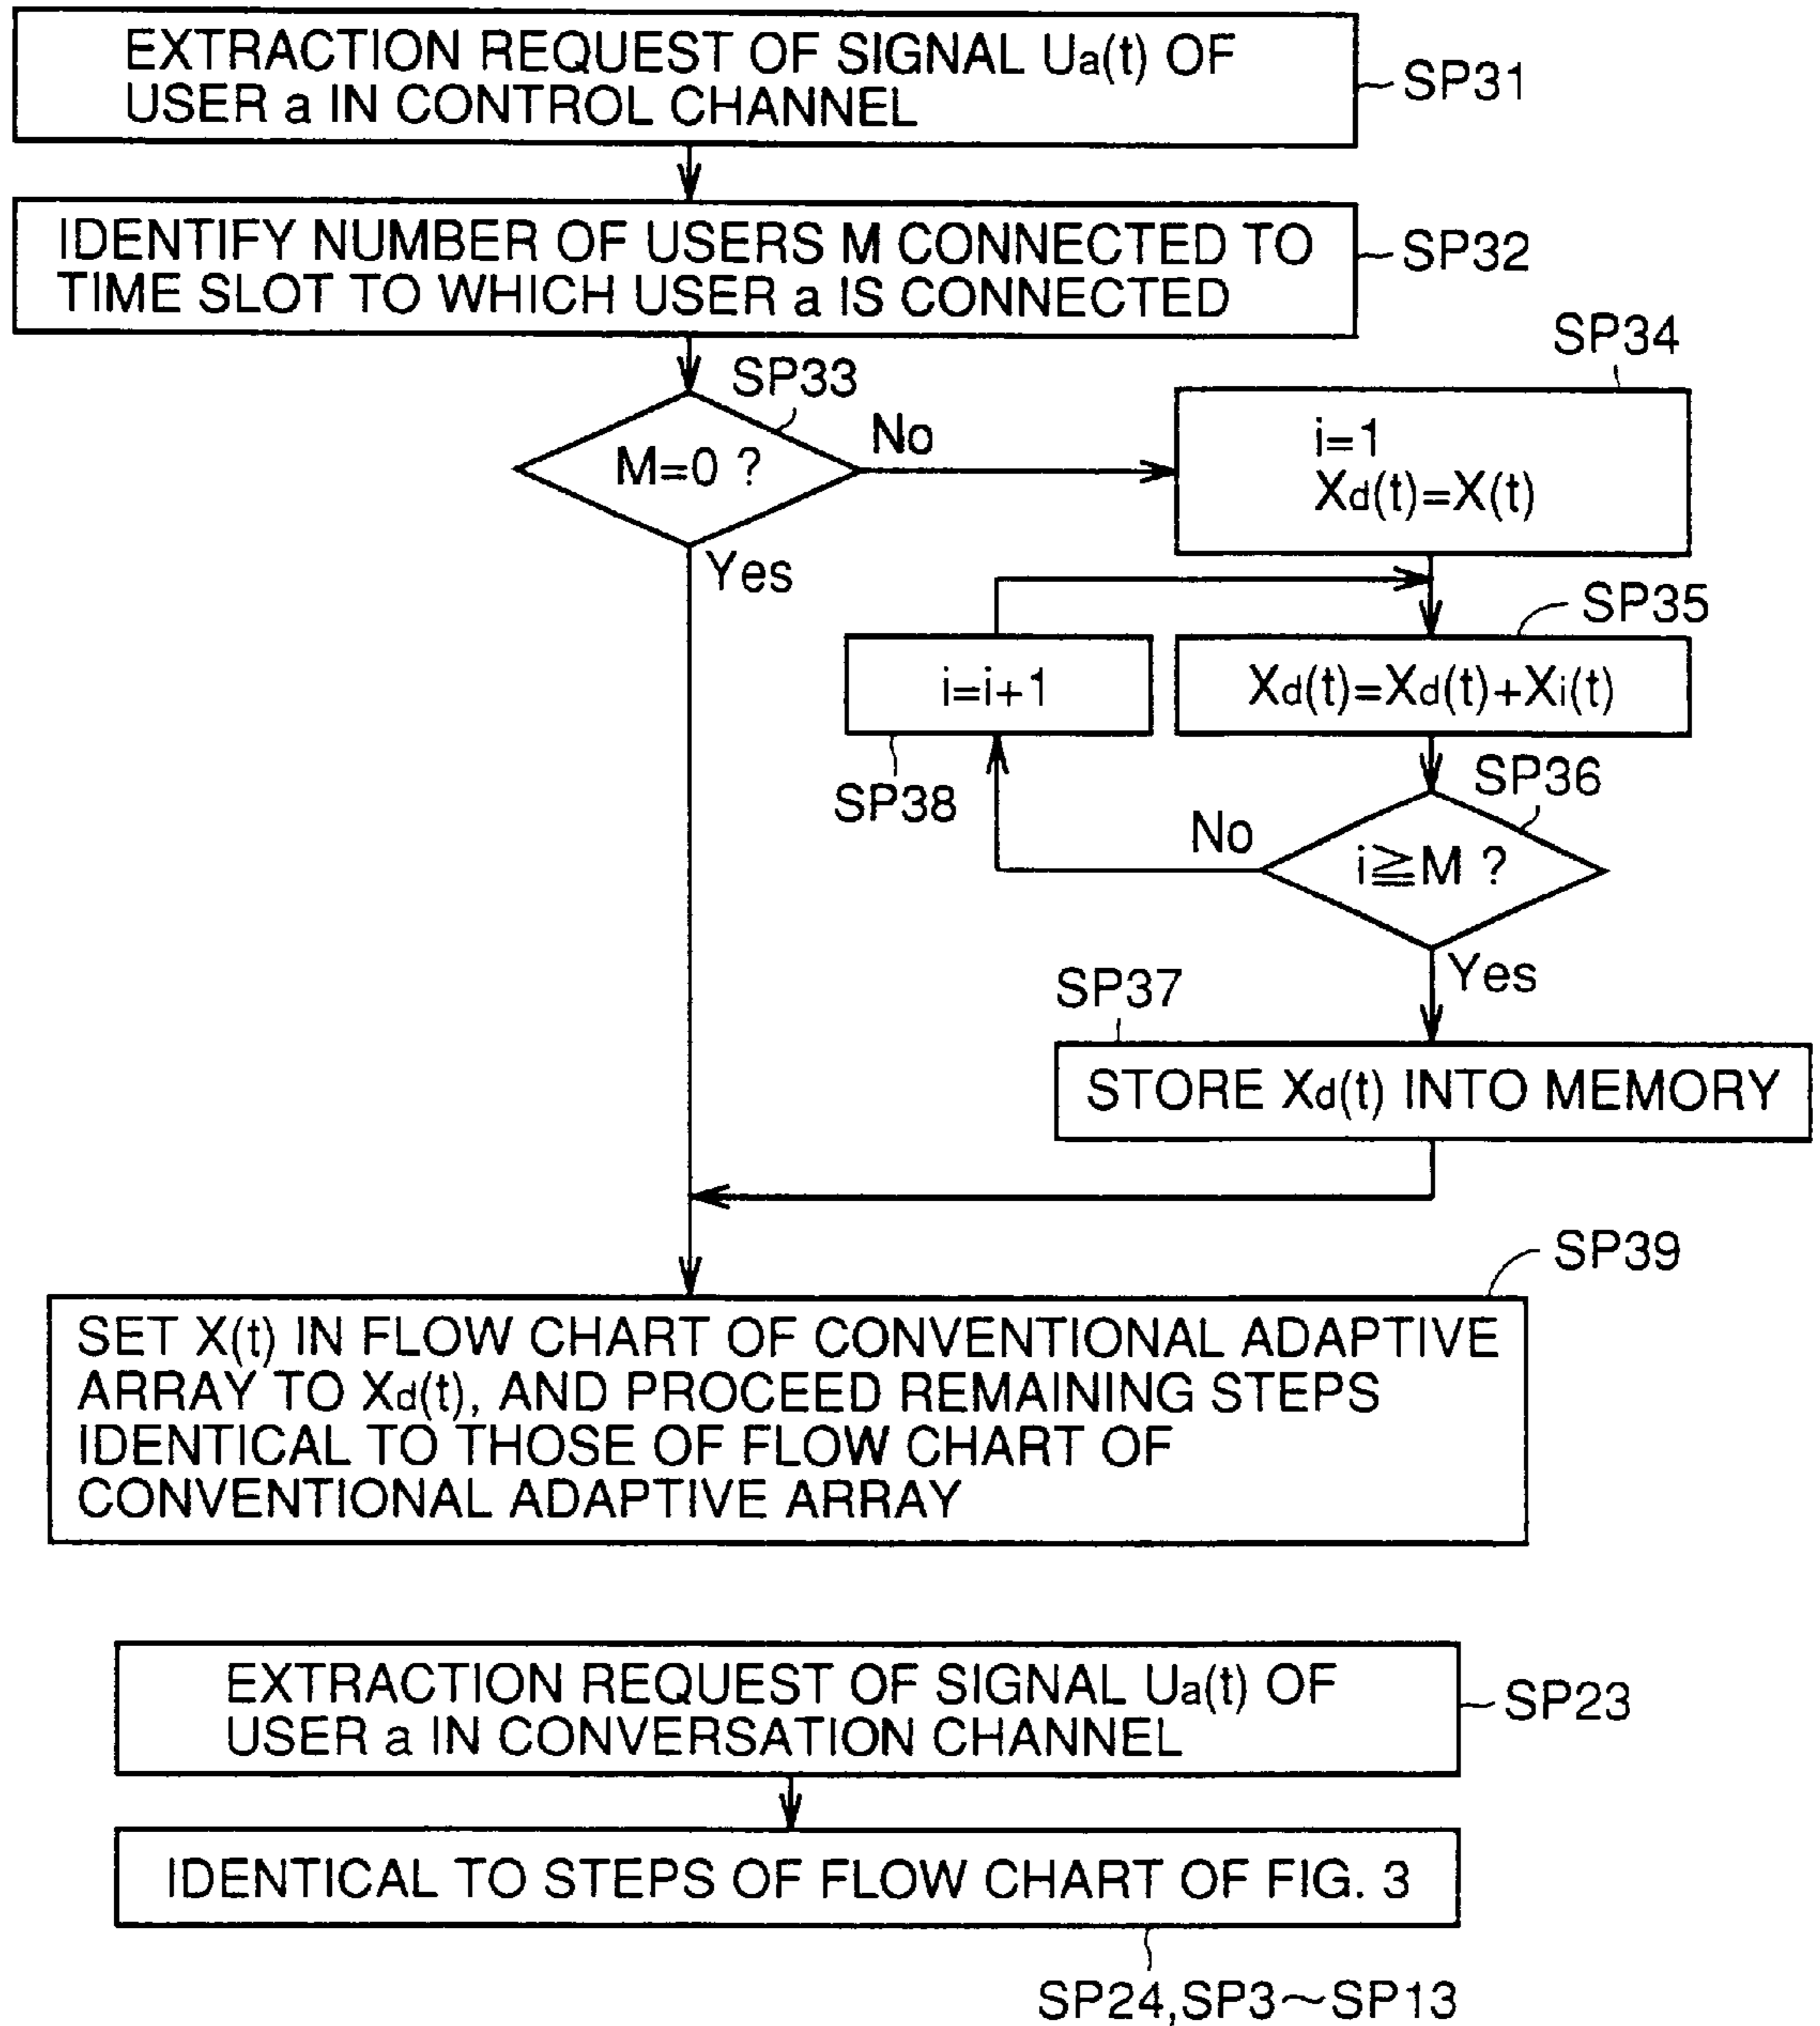 EXTRACTION REQUEST OF SIGNAL Ua(t) OF
USER a IN CONTROL CHANNEL
SP31
IDENTIFY NUMBER OF USERS M CONNECTED TO
TIME SLOT TO WHICH USER a IS CONNECTED
SP32
SP33
M=0 ?
No
Yes
SP34
i=1
Xd(t)=X(t)
SP35
i=i+1
Xd(t)=Xd(t)+Xi(t)
SP38
SP36
No
i≧M ?
Yes
SP37
STORE Xd(t) INTO MEMORY
SP39
SET X(t) IN FLOW CHART OF CONVENTIONAL ADAPTIVE
ARRAY TO Xd(t), AND PROCEED REMAINING STEPS
IDENTICAL TO THOSE OF FLOW CHART OF
CONVENTIONAL ADAPTIVE ARRAY
EXTRACTION REQUEST OF SIGNAL Ua(t) OF
USER a IN CONVERSATION CHANNEL
SP23
IDENTICAL TO STEPS OF FLOW CHART OF FIG. 3
SP24,SP3~SP13